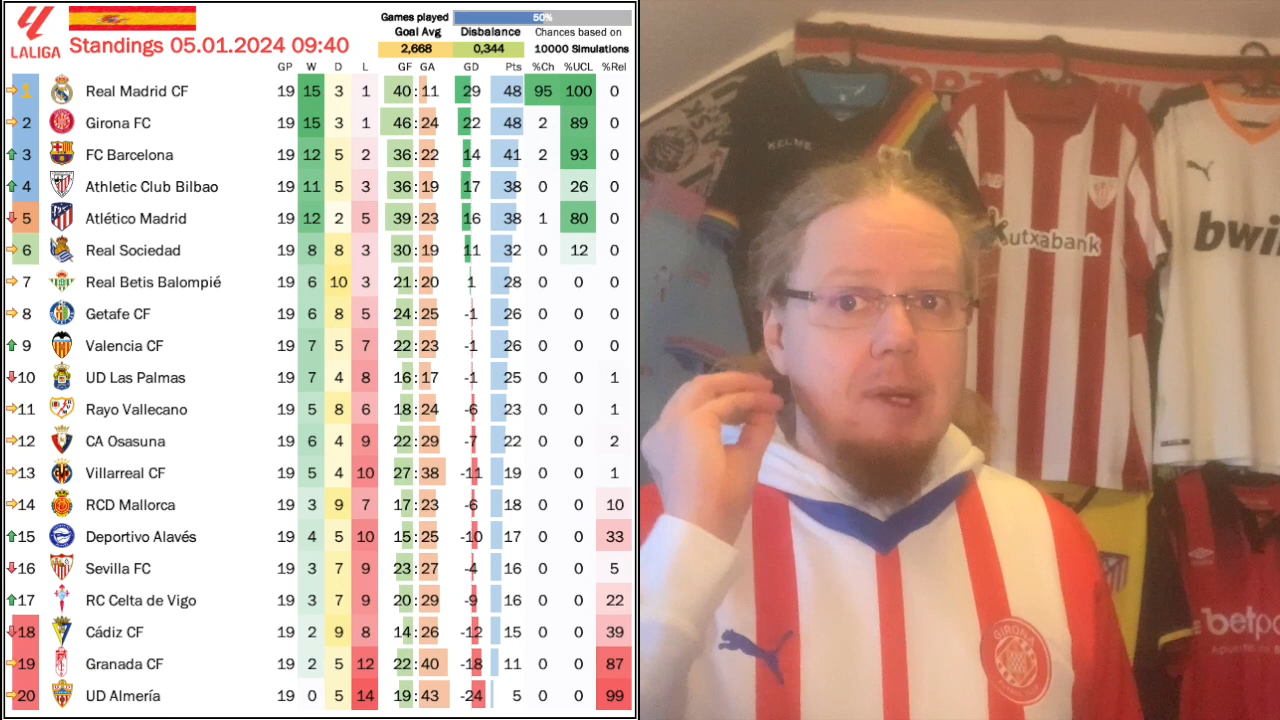 LALIGA
Standings 05.01.2024 09:40
Games played 50%
Goal Avg Disbalance Chances based on
2,668 0,344 10000 Simulations
GP W D L GF GA GD Pts %Ch %UCL %Rel
1 Real Madrid CF 19 15 3 1 40:11 29 48 95 100 0
2 Girona FC 19 15 3 1 46:24 22 48 2 89 0
3 FC Barcelona 19 12 5 2 36:22 14 41 2 93 0
4 Athletic Club Bilbao 19 11 5 3 36:19 17 38 0 26 0
5 Atlético Madrid 19 12 2 5 39:23 16 38 1 80 0
6 Real Sociedad 19 8 8 3 30:19 11 32 0 12 0
7 Real Betis Balompié 19 6 10 3 21:20 1 28 0 0 0
8 Getafe CF 19 6 8 5 24:25 -1 26 0 0 0
9 Valencia CF 19 7 5 7 22:23 -1 26 0 0 0
10 UD Las Palmas 19 7 4 8 16:17 -1 25 0 0 1
11 Rayo Vallecano 19 5 8 6 18:24 -6 23 0 0 1
12 CA Osasuna 19 6 4 9 22:29 -7 22 0 0 2
13 Villarreal CF 19 5 4 10 27:38 -11 19 0 0 1
14 RCD Mallorca 19 3 9 7 17:23 -6 18 0 0 10
15 Deportivo Alavés 19 4 5 10 15:25 -10 17 0 0 33
16 Sevilla FC 19 3 7 9 23:27 -4 16 0 0 5
17 RC Celta de Vigo 19 3 7 9 20:29 -9 16 0 0 22
18 Cádiz CF 19 2 9 8 14:26 -12 15 0 0 39
19 Granada CF 19 2 5 12 22:40 -18 11 0 0 87
20 UD Almería 19 0 5 14 19:43 -24 5 0 0 99
KELME
kutxabank
bwi
betp
GIRONA